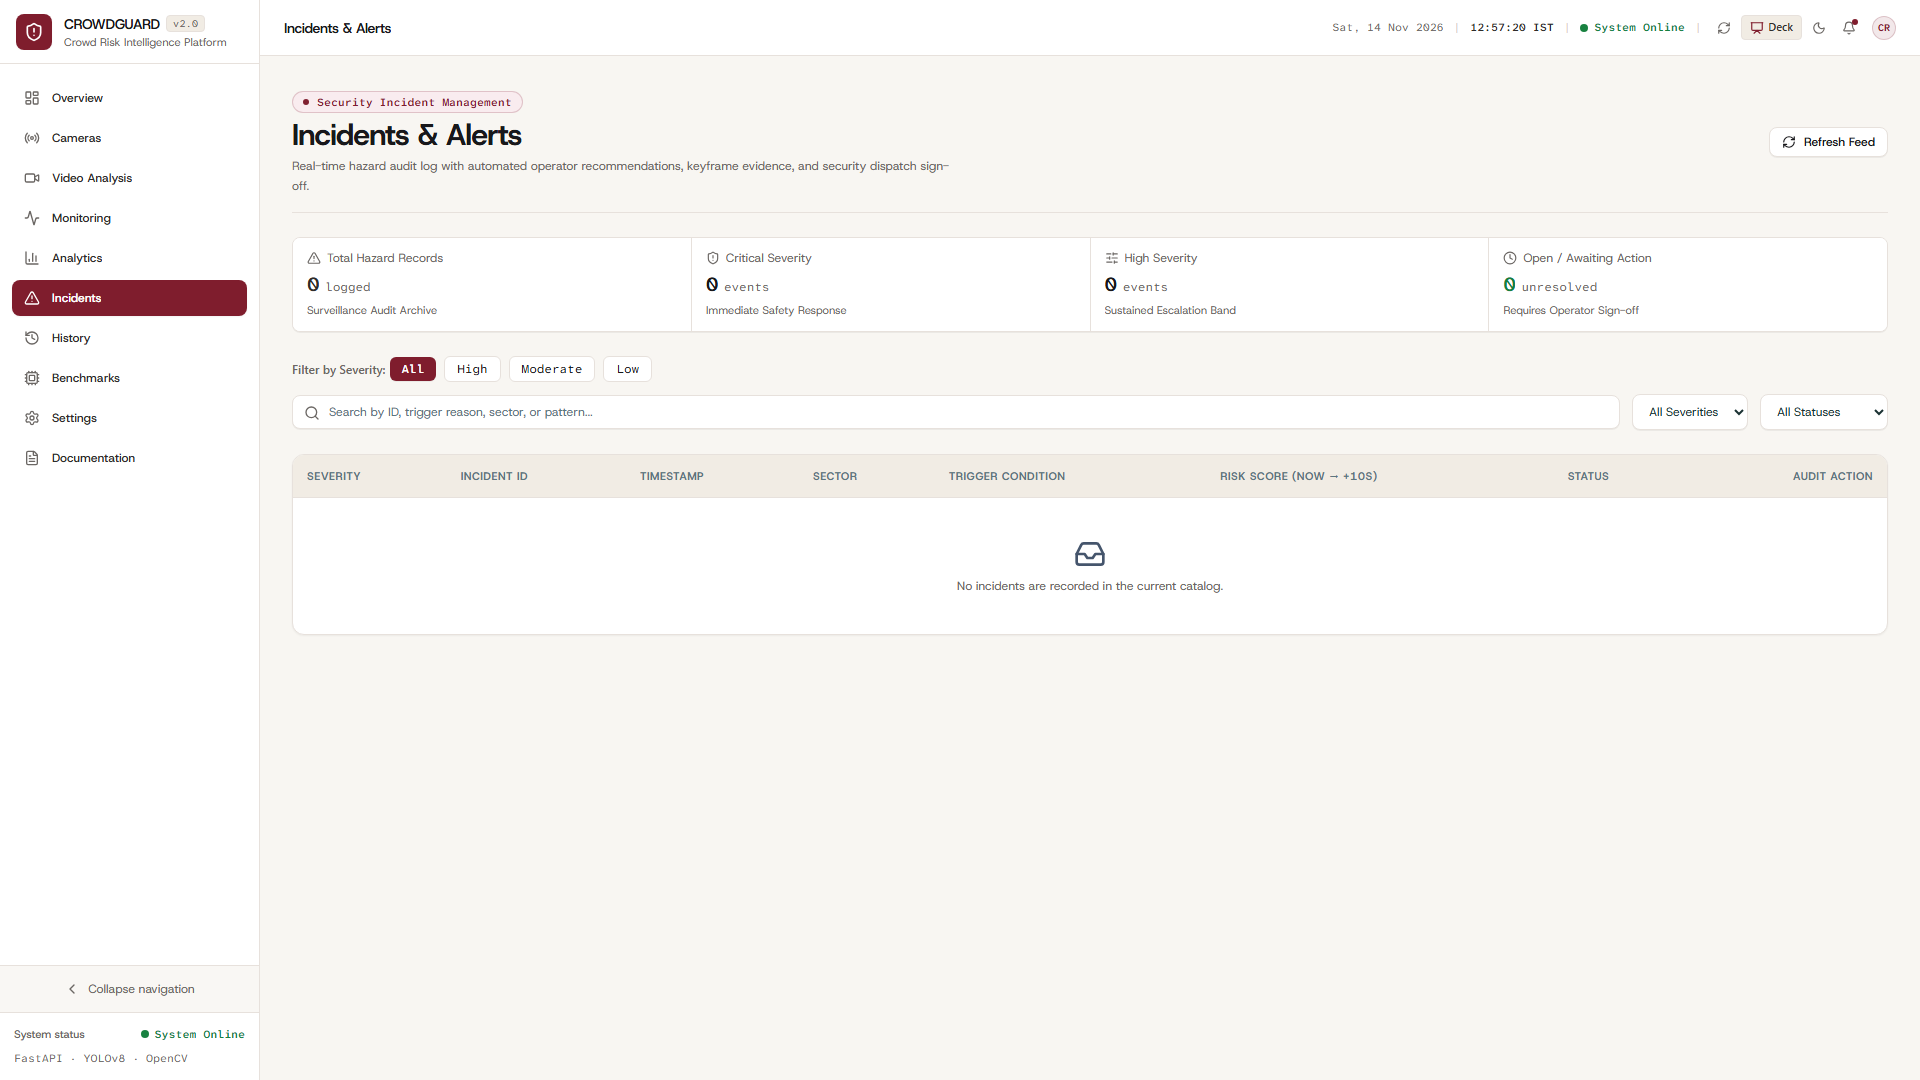 CROWDGUARD v2.0
Crowd Risk Intelligence Platform
Overview
Cameras
Video Analysis
Monitoring
Analytics
Incidents
History
Benchmarks
Settings
Documentation
Collapse navigation
System status System Online
FastAPI · YOLOv8 · OpenCV
Incidents & Alerts
Sat, 14 Nov 2026 | 12:57:20 IST | System Online | Deck CR
Security Incident Management
Incidents & Alerts
Real-time hazard audit log with automated operator recommendations, keyframe evidence, and security dispatch sign-
off.
Refresh Feed
Total Hazard Records
0 logged
Surveillance Audit Archive
Critical Severity
0 events
Immediate Safety Response
High Severity
0 events
Sustained Escalation Band
Open / Awaiting Action
0 unresolved
Requires Operator Sign-off
Filter by Severity: All High Moderate Low
Search by ID, trigger reason, sector, or pattern... All Severities All Statuses
SEVERITY INCIDENT ID TIMESTAMP SECTOR TRIGGER CONDITION RISK SCORE (NOW → +10S) STATUS AUDIT ACTION
No incidents are recorded in the current catalog.